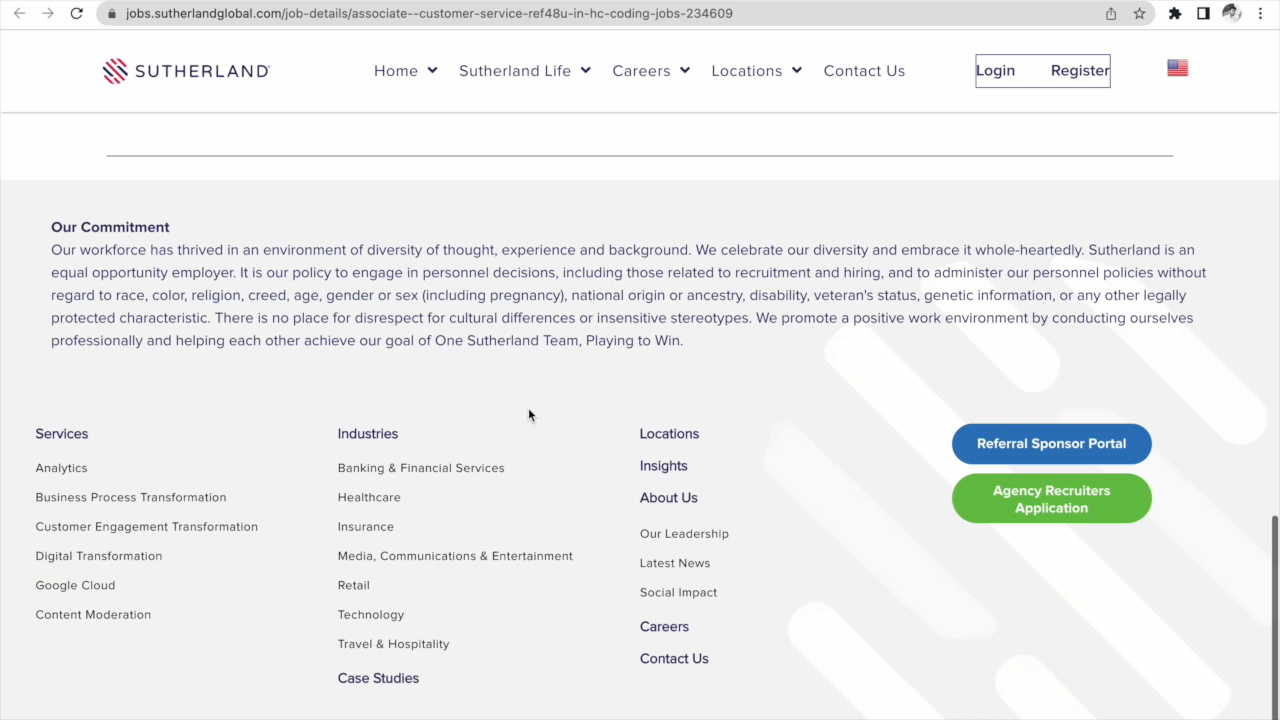 jobs.sutherlandglobal.com/job-details/associate--customer-service-ref48u-in-hc-coding-jobs-234609
SUTHERLAND
Home
Sutherland Life
Careers
Locations
Contact Us
Login
Register
Our Commitment
Our workforce has thrived in an environment of diversity of thought, experience and background. We celebrate our diversity and embrace it whole-heartedly. Sutherland is an
equal opportunity employer. It is our policy to engage in personnel decisions, including those related to recruitment and hiring, and to administer our personnel policies without
regard to race, color, religion, creed, age, gender or sex (including pregnancy), national origin or ancestry, disability, veteran's status, genetic information, or any other legally
protected characteristic. There is no place for disrespect for cultural differences or insensitive stereotypes. We promote a positive work environment by conducting ourselves
professionally and helping each other achieve our goal of One Sutherland Team, Playing to Win.
Services
Analytics
Business Process Transformation
Customer Engagement Transformation
Digital Transformation
Google Cloud
Content Moderation
Industries
Banking & Financial Services
Healthcare
Insurance
Media, Communications & Entertainment
Retail
Technology
Travel & Hospitality
Case Studies
Locations
Insights
About Us
Our Leadership
Latest News
Social Impact
Careers
Contact Us
Referral Sponsor Portal
Agency Recruiters
Application